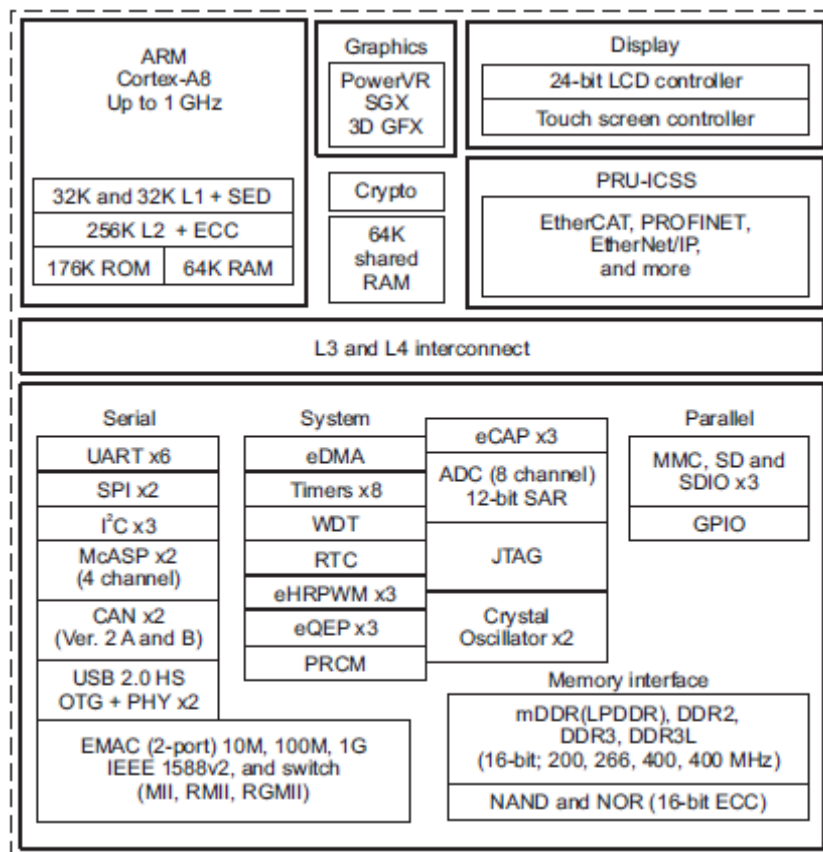 ARM
Cortex-A8
Up to 1 GHz
32K and 32K L1 + SED
256K L2 + ECC
176K ROM
64K RAM
Graphics
PowerVR
SGX
3D GFX
Crypto
64K
shared
RAM
Display
24-bit LCD controller
Touch screen controller
PRU-ICSS
EtherCAT, PROFINET,
EtherNet/IP,
and more
L3 and L4 interconnect
Serial
UART x6
SPI x2
I²C x3
McASP x2
(4 channel)
CAN x2
(Ver. 2 A and B)
USB 2.0 HS
OTG + PHY x2
EMAC (2-port) 10M, 100M, 1G
IEEE 1588v2, and switch
(MII, RMII, RGMII)
System
eDMA
Timers x8
WDT
RTC
eHRPWM x3
eQEP x3
PRCM
eCAP x3
ADC (8 channel)
12-bit SAR
JTAG
Crystal
Oscillator x2
Parallel
MMC, SD and
SDIO x3
GPIO
Memory interface
mDDR(LPDDR), DDR2,
DDR3, DDR3L
(16-bit; 200, 266, 400, 400 MHz)
NAND and NOR (16-bit ECC)